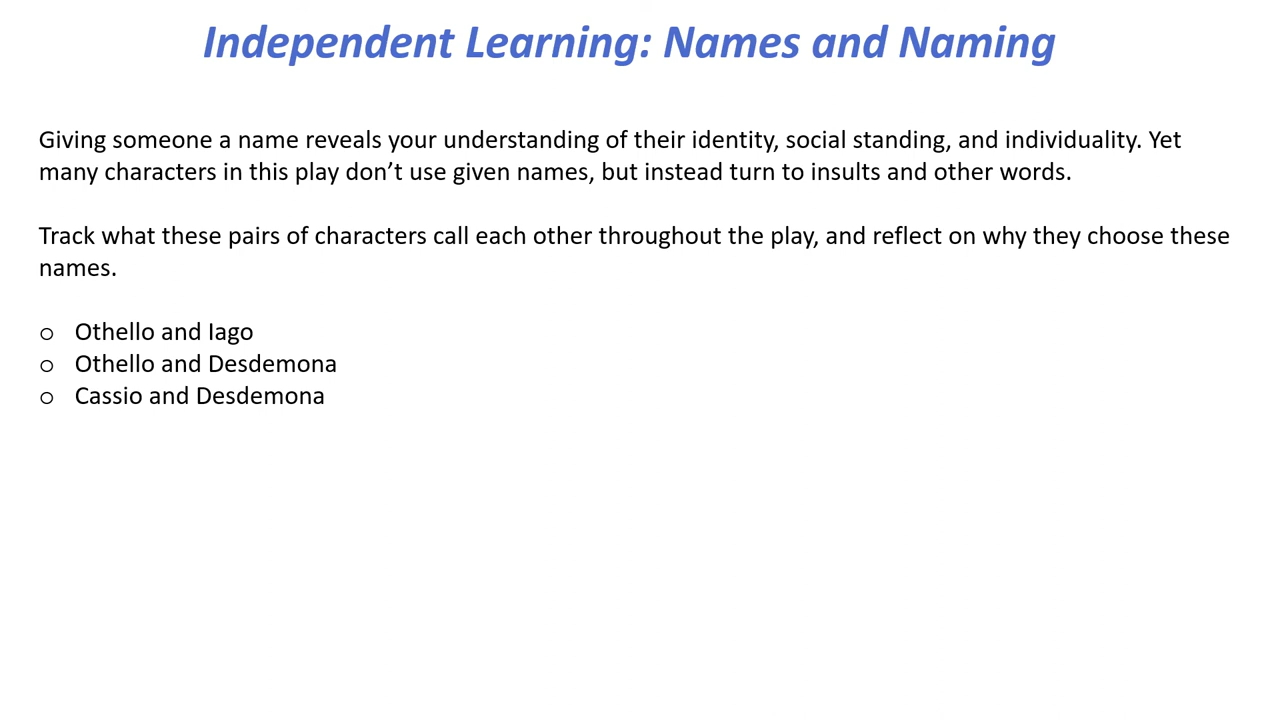 Independent Learning: Names and Naming
Giving someone a name reveals your understanding of their identity, social standing, and individuality. Yet
many characters in this play don’t use given names, but instead turn to insults and other words.
Track what these pairs of characters call each other throughout the play, and reflect on why they choose these
names.
o Othello and Iago
o Othello and Desdemona
o Cassio and Desdemona